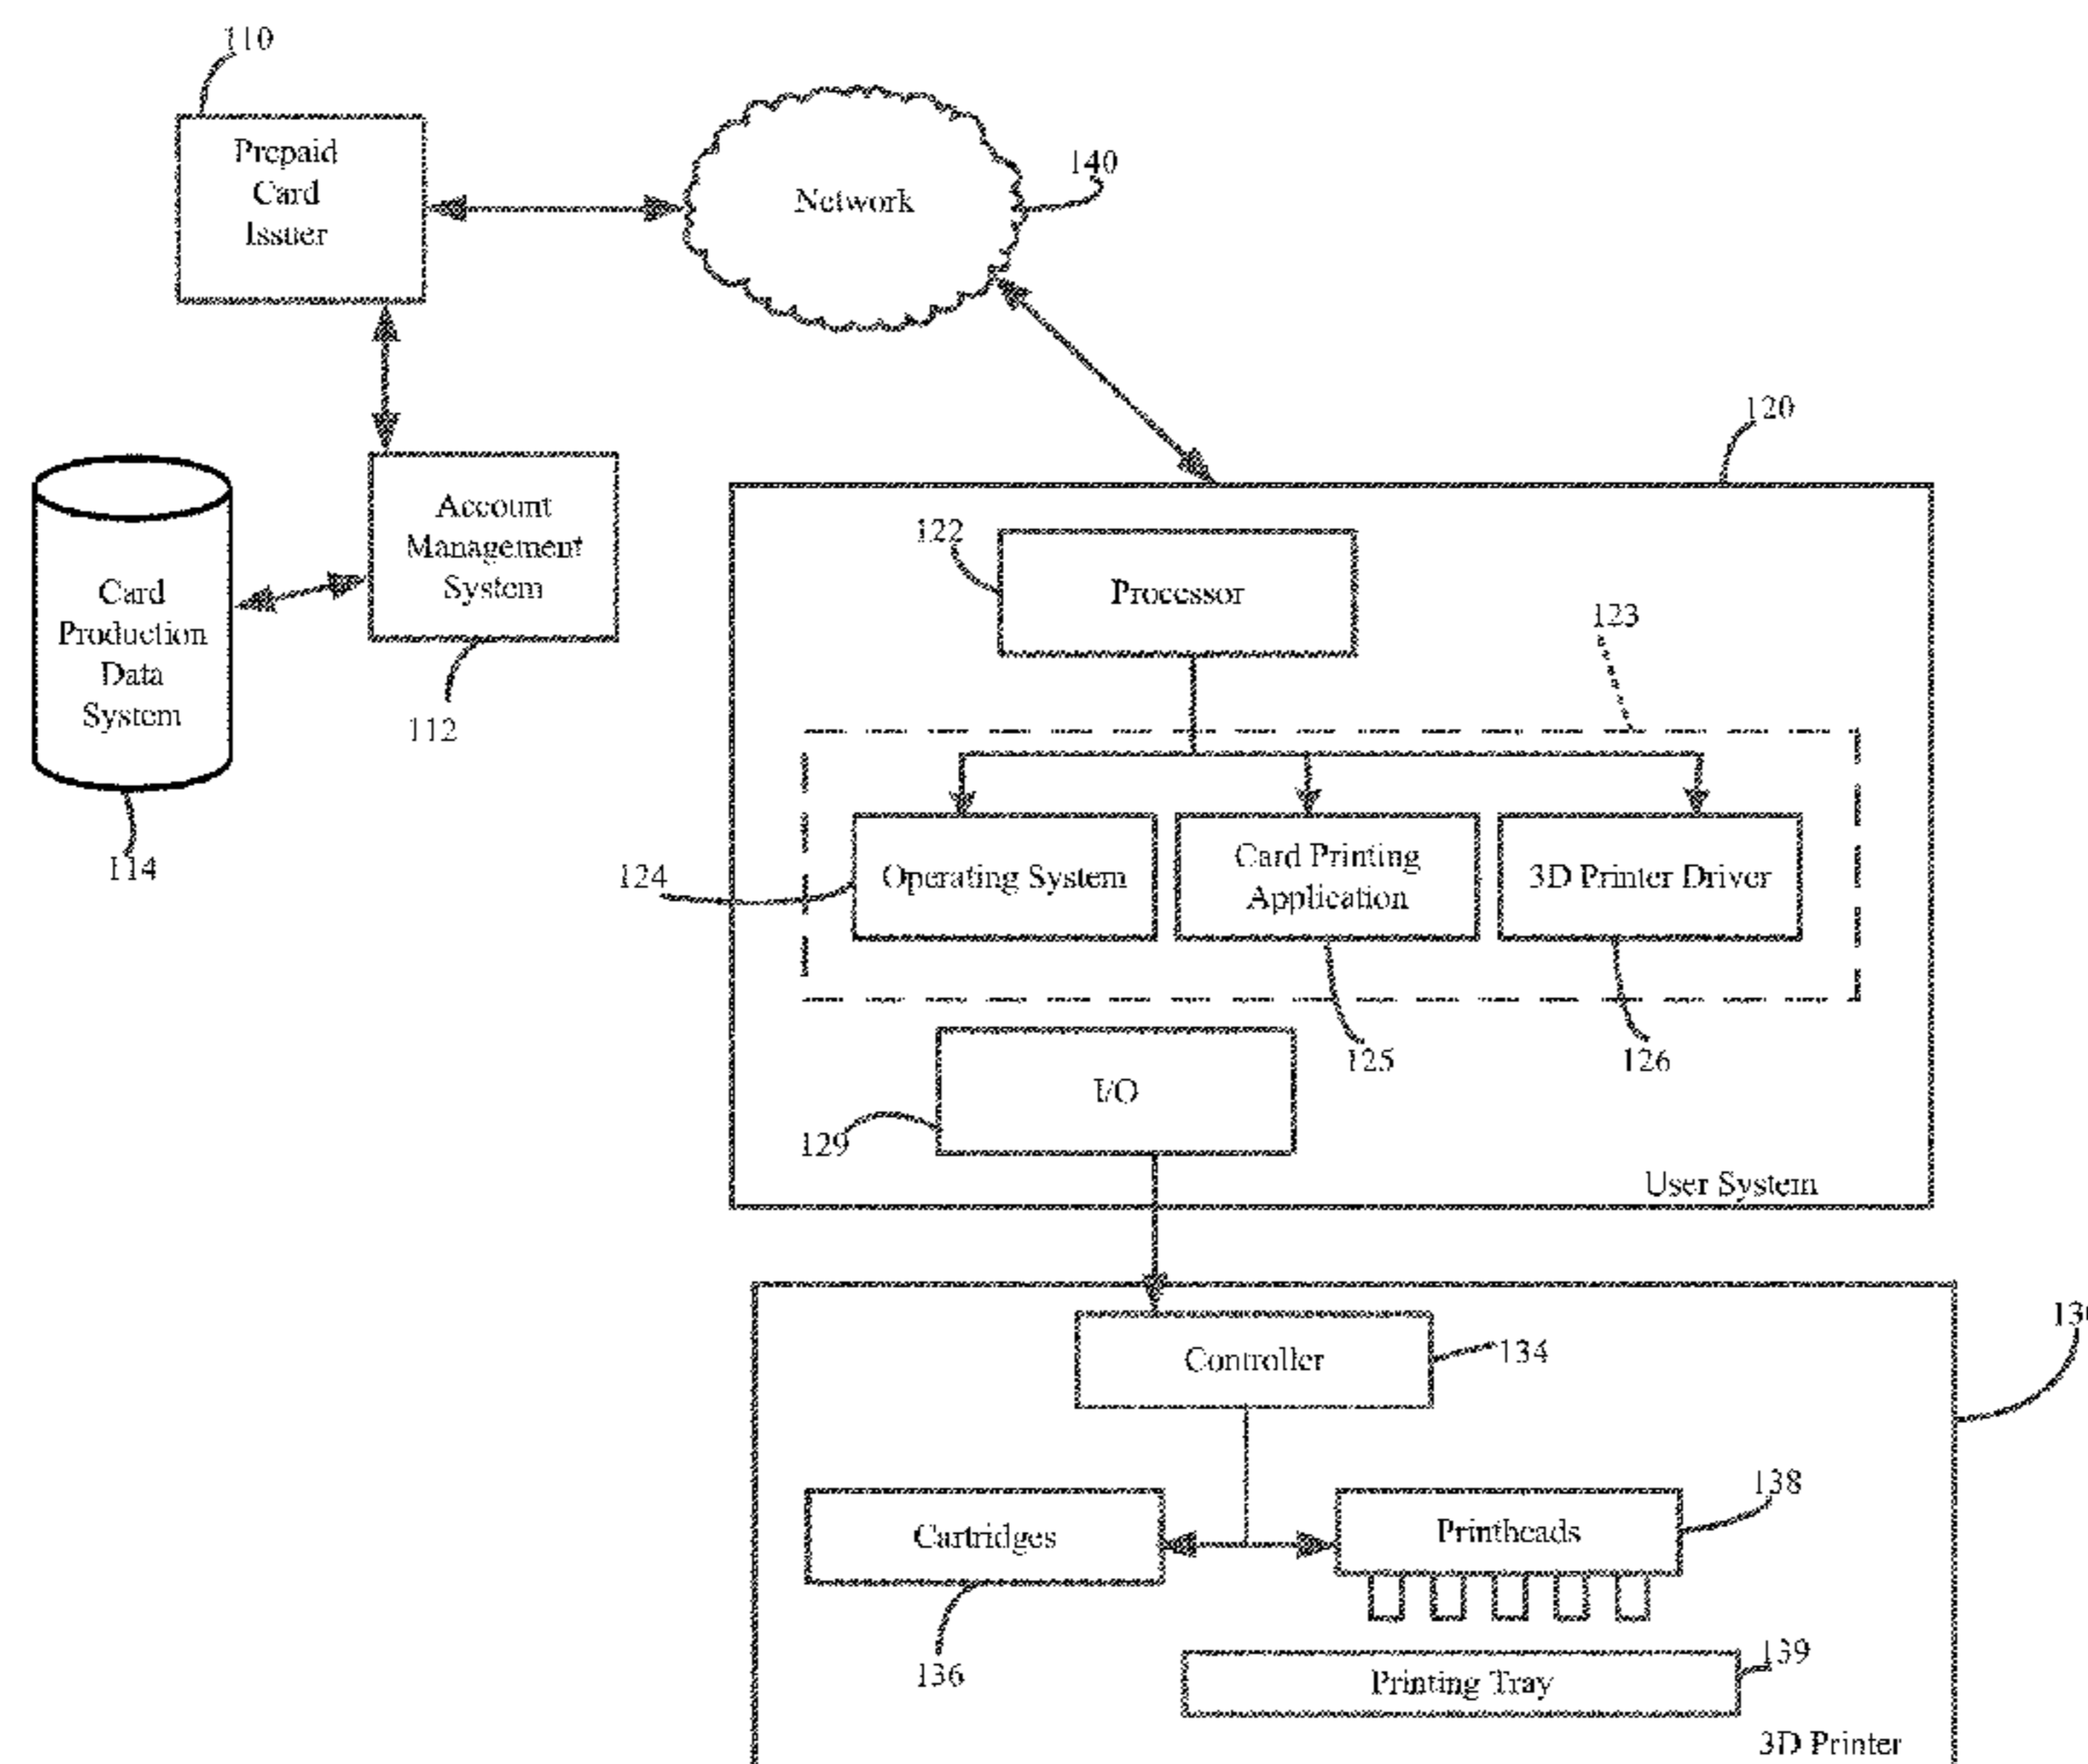 110
Prepaid
Card
Issuer
Network
140
120
Account
Management
System
112
Card
Production
Data
System
114
122
Processor
123
124
Operating System
Card Printing
Application
3D Printer Driver
125
126
I/O
129
User System
Controller
134
138
Cartridges
Printheads
136
139
Printing Tray
3D Printer